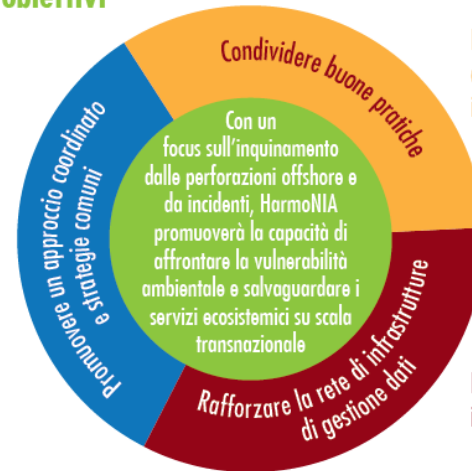 obiettivi
Condividere buone pratiche
Promuovere un approccio coordinato
e strategie comuni
Con un
focus sull'inquinamento
dalle perforazioni offshore e
da incidenti, HarmoNIA
promuoverà la capacità di
affrontare la vulnerabilità
ambientale e salvaguardare i
servizi ecosistemici su scala
transnazionale
Rafforzare la rete di infrastrutture
di gestione dati